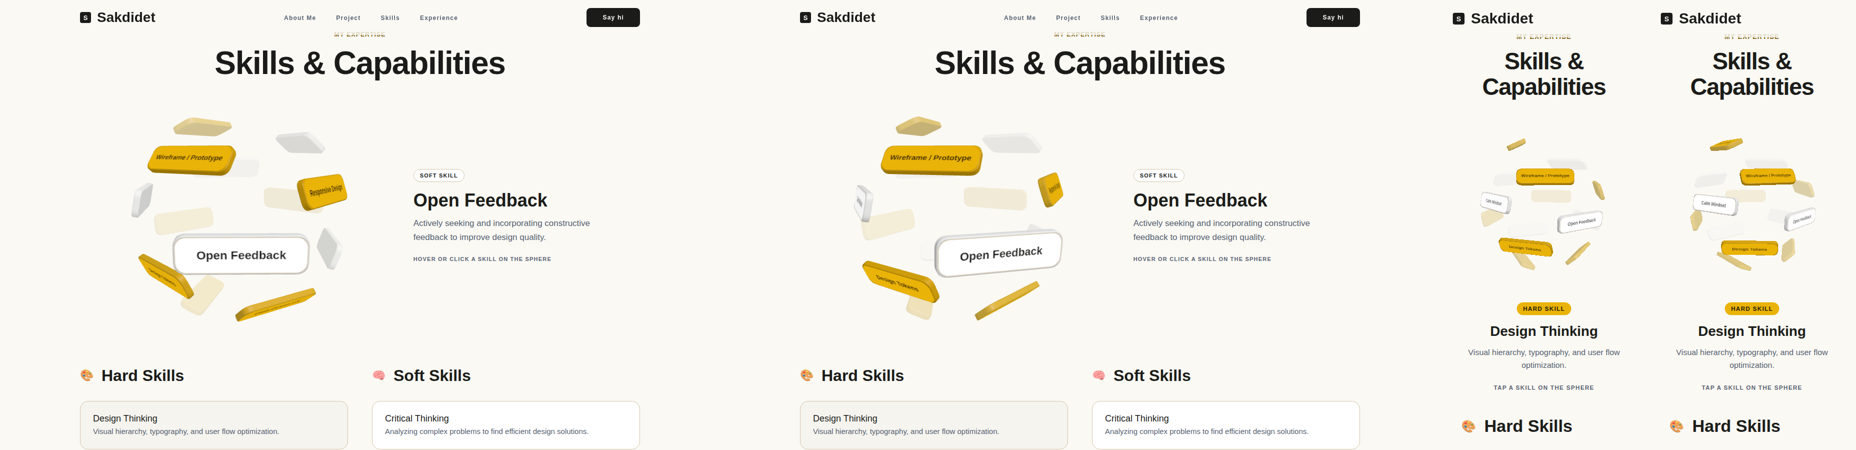 S Sakdidet
About Me Project Skills Experience
Say hi
MY EXPERTISE
Skills & Capabilities
Wireframe / Prototype
Responsive Design
Open Feedback
SOFT SKILL
Open Feedback
Actively seeking and incorporating constructive
feedback to improve design quality.
HOVER OR CLICK A SKILL ON THE SPHERE
🎨 Hard Skills
🧠 Soft Skills
Design Thinking
Visual hierarchy, typography, and user flow optimization.
Critical Thinking
Analyzing complex problems to find efficient design solutions.
S Sakdidet
About Me Project Skills Experience
Say hi
MY EXPERTISE
Skills & Capabilities
Wireframe / Prototype
Open Feedback
SOFT SKILL
Open Feedback
Actively seeking and incorporating constructive
feedback to improve design quality.
HOVER OR CLICK A SKILL ON THE SPHERE
🎨 Hard Skills
🧠 Soft Skills
Design Thinking
Visual hierarchy, typography, and user flow optimization.
Critical Thinking
Analyzing complex problems to find efficient design solutions.
S Sakdidet
MY EXPERTISE
Skills &
Capabilities
Wireframe / Prototype
Open Feedback
HARD SKILL
Design Thinking
Visual hierarchy, typography, and user flow
optimization.
TAP A SKILL ON THE SPHERE
🎨 Hard Skills
S Sakdidet
MY EXPERTISE
Skills &
Capabilities
Wireframe / Prototype
Open Feedback
HARD SKILL
Design Thinking
Visual hierarchy, typography, and user flow
optimization.
TAP A SKILL ON THE SPHERE
🎨 Hard Skills